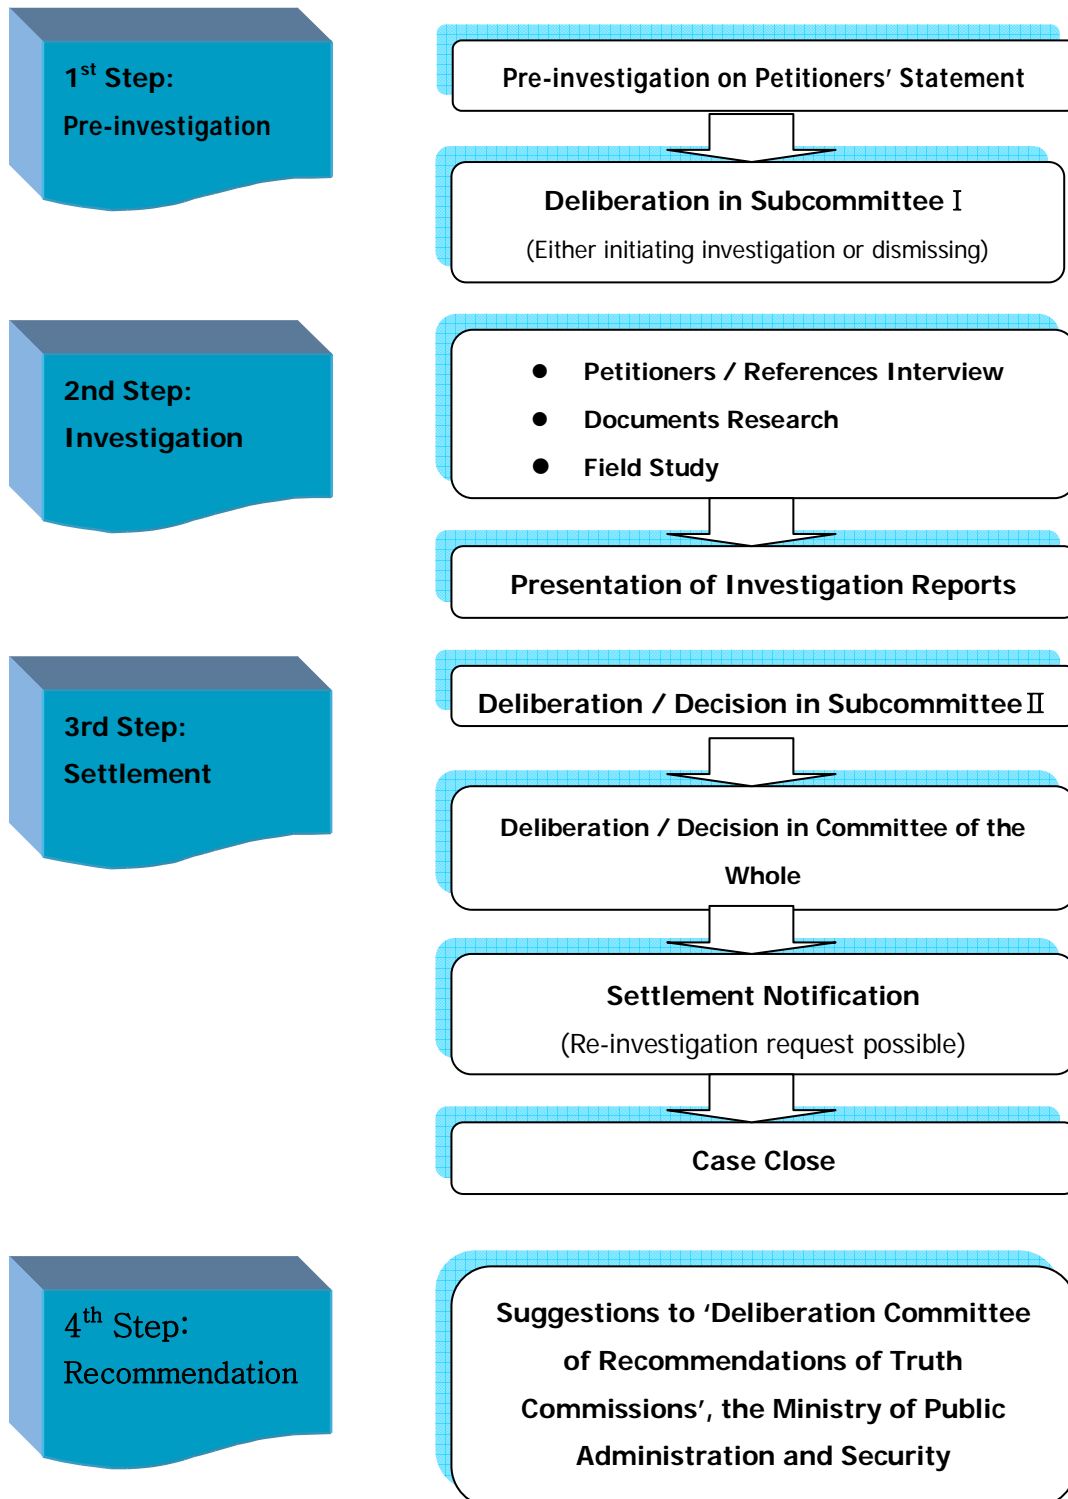 1st Step:
Pre-investigation
Pre-investigation on Petitioners' Statement
Deliberation in Subcommittee Ⅰ
(Either initiating investigation or dismissing)
2nd Step:
Investigation
● Petitioners / References Interview
● Documents Research
● Field Study
Presentation of Investigation Reports
3rd Step:
Settlement
Deliberation / Decision in Subcommittee Ⅱ
Deliberation / Decision in Committee of the
Whole
Settlement Notification
(Re-investigation request possible)
Case Close
4th Step:
Recommendation
Suggestions to 'Deliberation Committee
of Recommendations of Truth
Commissions', the Ministry of Public
Administration and Security